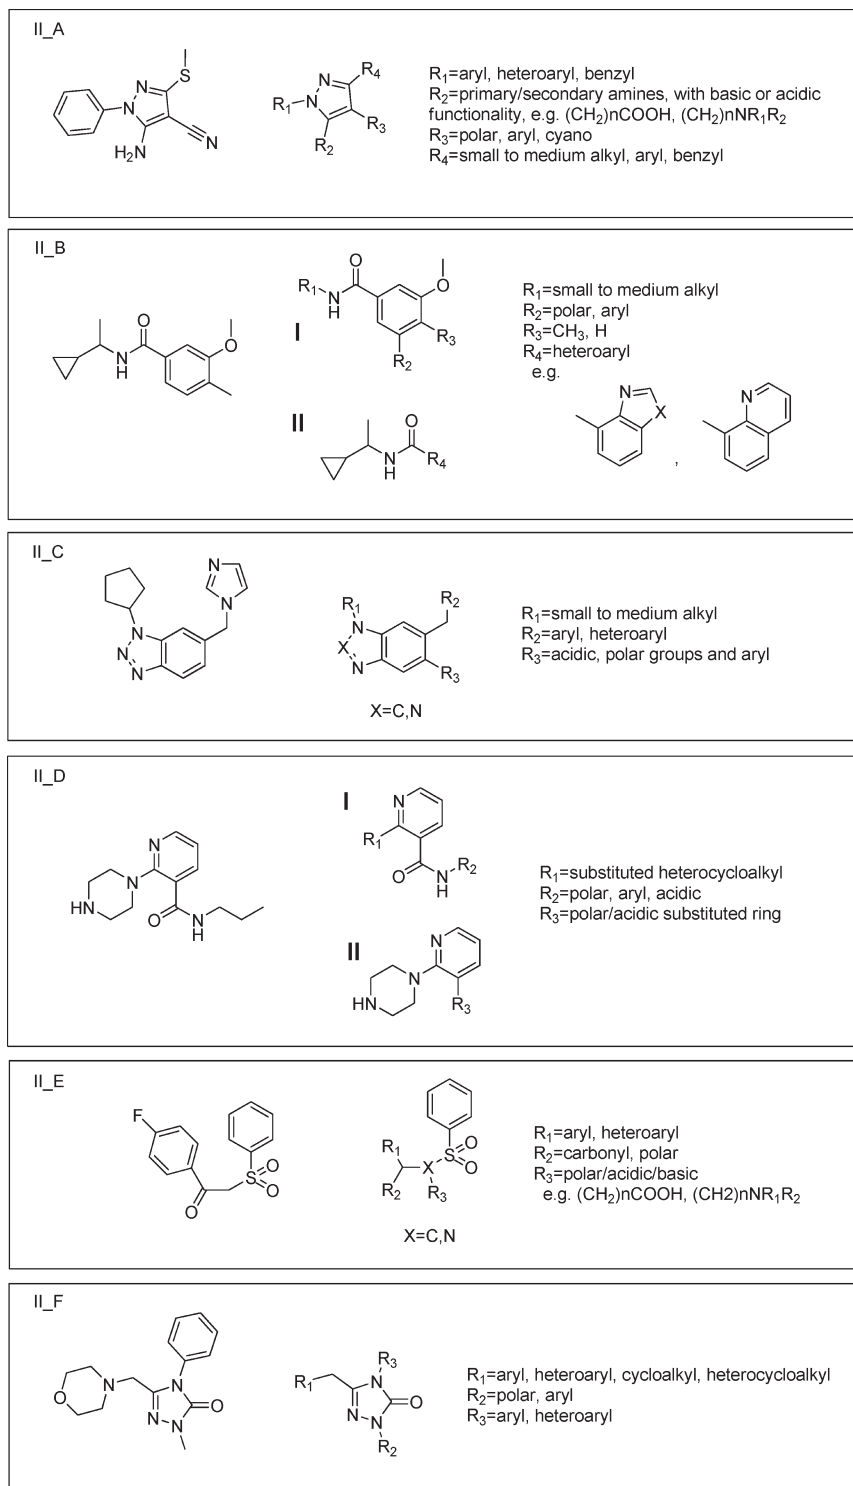 II_A
N
S
N
H2N
N
N
R4
R1
N
R3
R2
R1=aryl, heteroaryl, benzyl
R2=primary/secondary amines, with basic or acidic
functionality, e.g. (CH2)nCOOH, (CH2)nNR1R2
R3=polar, aryl, cyano
R4=small to medium alkyl, aryl, benzyl
II_B
O
N
H
O
I
O
R1
N
H
O
R3
R2
II
O
N
H
R4
R1=small to medium alkyl
R2=polar, aryl
R3=CH3, H
R4=heteroaryl
e.g.
N
X
,
N
II_C
N
N
N
N
N
R1
N
X
N
R2
R3
X=C,N
R1=small to medium alkyl
R2=aryl, heteroaryl
R3=acidic, polar groups and aryl
II_D
N
N
HN
O
N
H
I
N
R1
O
N
H
R2
II
N
N
HN
R3
R1=substituted heterocycloalkyl
R2=polar, aryl, acidic
R3=polar/acidic substituted ring
II_E
F
O
S
O
O
R1
X
S
O
O
R2
R3
X=C,N
R1=aryl, heteroaryl
R2=carbonyl, polar
R3=polar/acidic/basic
e.g. (CH2)nCOOH, (CH2)nNR1R2
II_F
N
O
N
N
N
O
R3
R1
N
O
N
N
R2
R1=aryl, heteroaryl, cycloalkyl, heterocycloalkyl
R2=polar, aryl
R3=aryl, heteroaryl